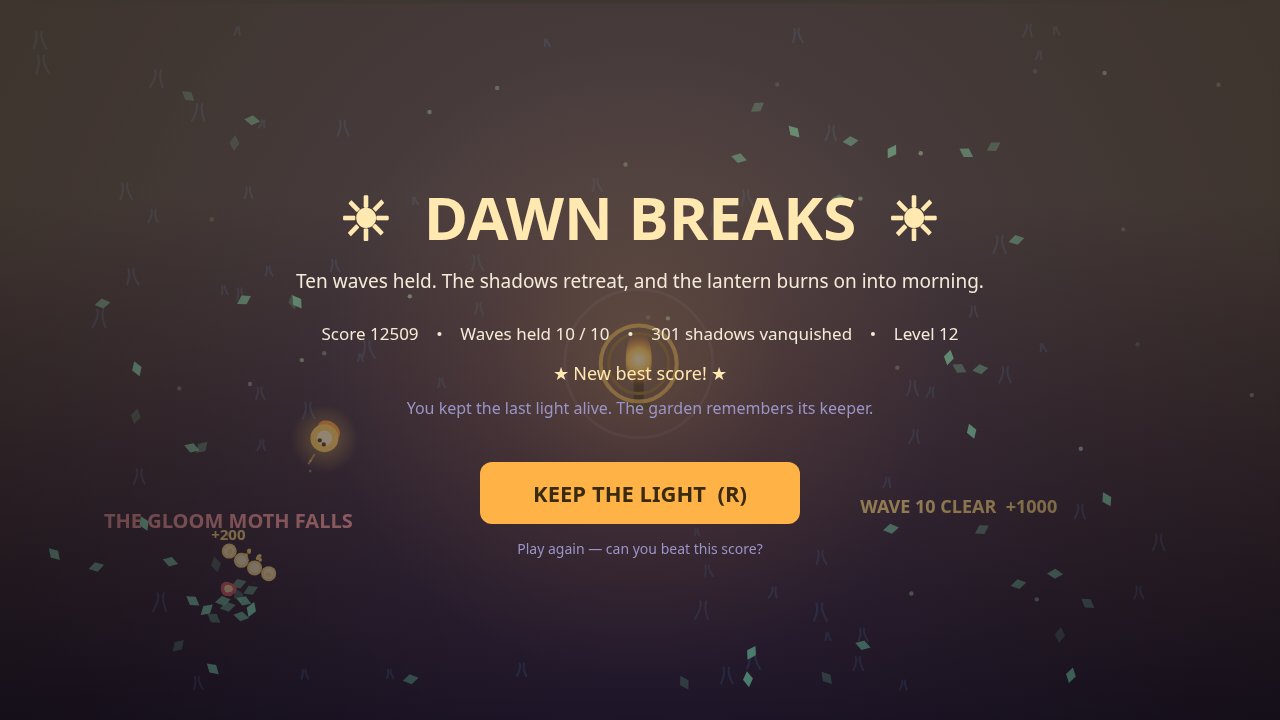 ☀ DAWN BREAKS ☀
Ten waves held. The shadows retreat, and the lantern burns on into morning.
Score 12509 • Waves held 10 / 10 • 301 shadows vanquished • Level 12
★ New best score! ★
You kept the last light alive. The garden remembers its keeper.
KEEP THE LIGHT (R)
WAVE 10 CLEAR +1000
THE GLOOM MOTH FALLS
+200
Play again — can you beat this score?